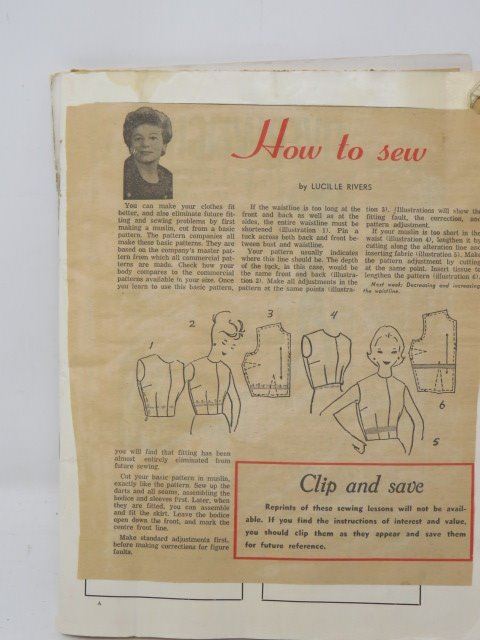 How to sew
by LUCILLE RIVERS
You can make your clothes fit
better, and also eliminate future fit-
ting and sewing problems by first
making a muslin, cut from a basic
pattern. The pattern companies all
make these basic patterns. They are
based on the company's master pat-
tern from which all commercial pat-
terns are made. Check how your
body compares to the commercial
patterns available in your size. Once
you learn to use this basic pattern,
you will find that fitting has been
almost entirely eliminated from
future sewing.
Cut your basic pattern in muslin,
exactly like the pattern. Sew up the
darts and all seams, assembling the
bodice and sleeves first. Later, when
they are fitted, you can assemble
and fit the skirt. Leave the bodice
open down the front, and mark the
centre front line.
Make standard adjustments first,
before making corrections for figure
faults.
If the waistline is too long at the
front and back as well as at the
sides, the entire waistline must be
shortened (illustration 1). Pin a
tuck across both back and front be-
tween bust and waistline.
Your pattern usually indicates
where this line should be. The depth
of the tuck, in this case, would be
the same front and back (illustra-
tion 2). Make all adjustments in the
pattern at the same points (illustra-
tion 3). (Illustrations will show the
fitting fault, the correction, and
pattern adjustment.
If your muslin is too short in the
waist (illustration 4), lengthen it by
cutting along the alteration line and
inserting fabric (illustration 5). Make
the pattern adjustment by cutting
at the same point. Insert tissue to
lengthen the pattern (illustration 6).
Next week: Decreasing and increasing
the waistline.
1
2
3
4
5
6
Clip and save
Reprints of these sewing lessons will not be avail-
able. If you find the instructions of interest and value,
you should clip them as they appear and save them
for future reference.
A